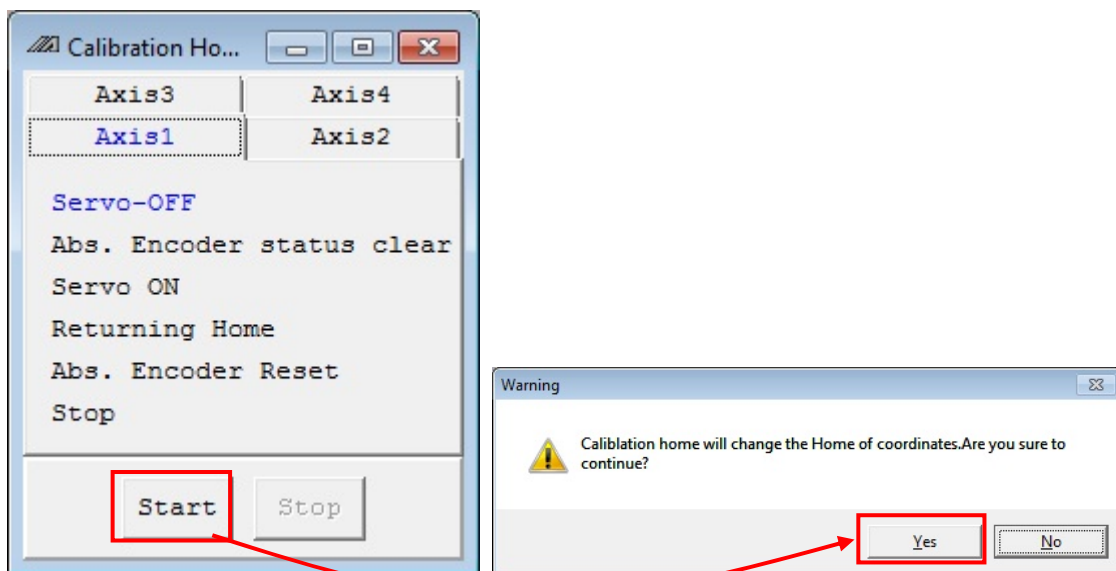 Calibration Ho...
Axis3 Axis4
Axis1 Axis2
Servo-OFF
Abs. Encoder status clear
Servo ON
Returning Home
Abs. Encoder Reset
Stop
Start Stop
Warning
Caliblation home will change the Home of coordinates.Are you sure to
continue?
Yes No